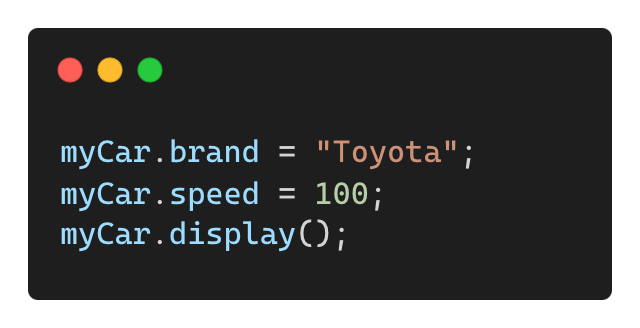 myCar.brand = "Toyota";
myCar.speed = 100;
myCar.display();